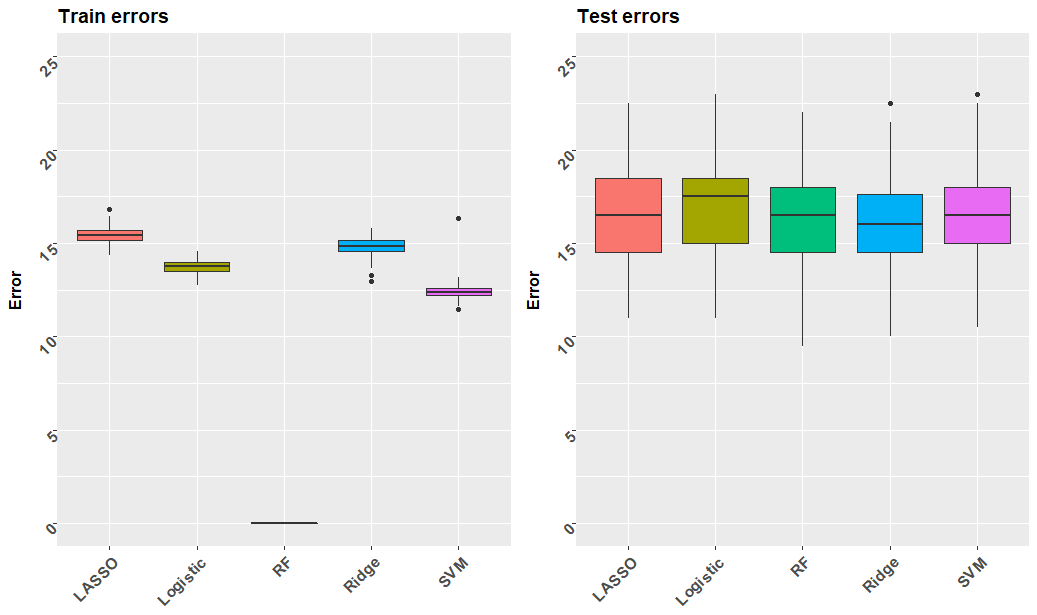 Train errors
Error
25
20
15
10
5
0
LASSO
Logistic
RF
Ridge
SVM
Test errors
Error
25
20
15
10
5
0
LASSO
Logistic
RF
Ridge
SVM